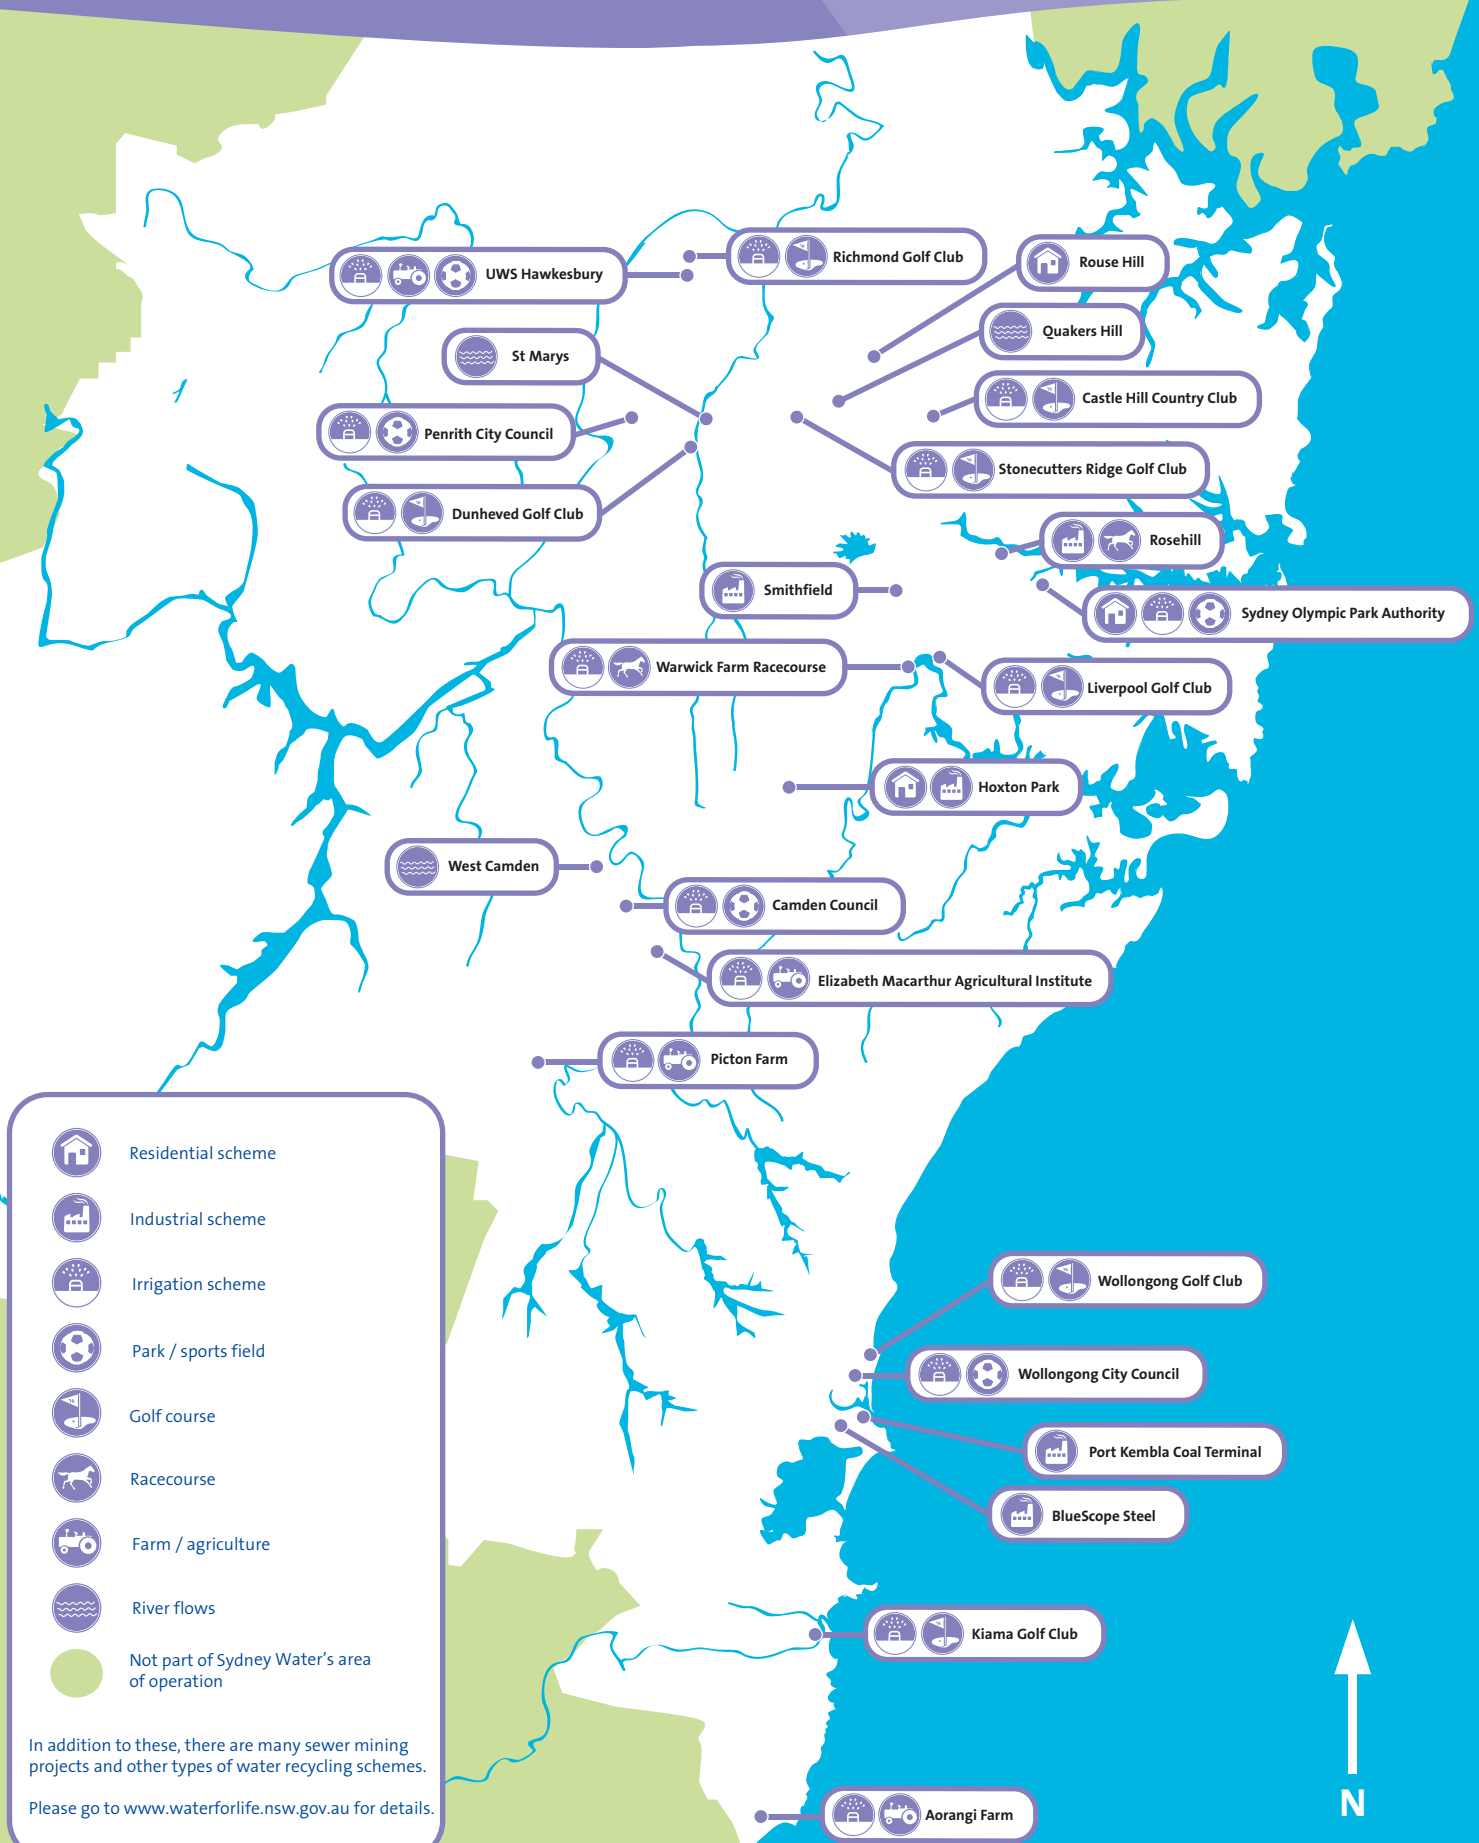 Richmond Golf Club
Rouse Hill
UWS Hawkesbury
Quakers Hill
St Marys
Castle Hill Country Club
Penrith City Council
Stonecutters Ridge Golf Club
Dunheved Golf Club
Rosehill
Smithfield
Sydney Olympic Park Authority
Warwick Farm Racecourse
Liverpool Golf Club
Hoxton Park
West Camden
Camden Council
Elizabeth Macarthur Agricultural Institute
Picton Farm
Residential scheme
Industrial scheme
Irrigation scheme
Park / sports field
Golf course
Racecourse
Farm / agriculture
River flows
Not part of Sydney Water's area
of operation
In addition to these, there are many sewer mining
projects and other types of water recycling schemes.
Please go to www.waterforlife.nsw.gov.au for details.
Wollongong Golf Club
Wollongong City Council
Port Kembla Coal Terminal
BlueScope Steel
Kiama Golf Club
Aorangi Farm
N